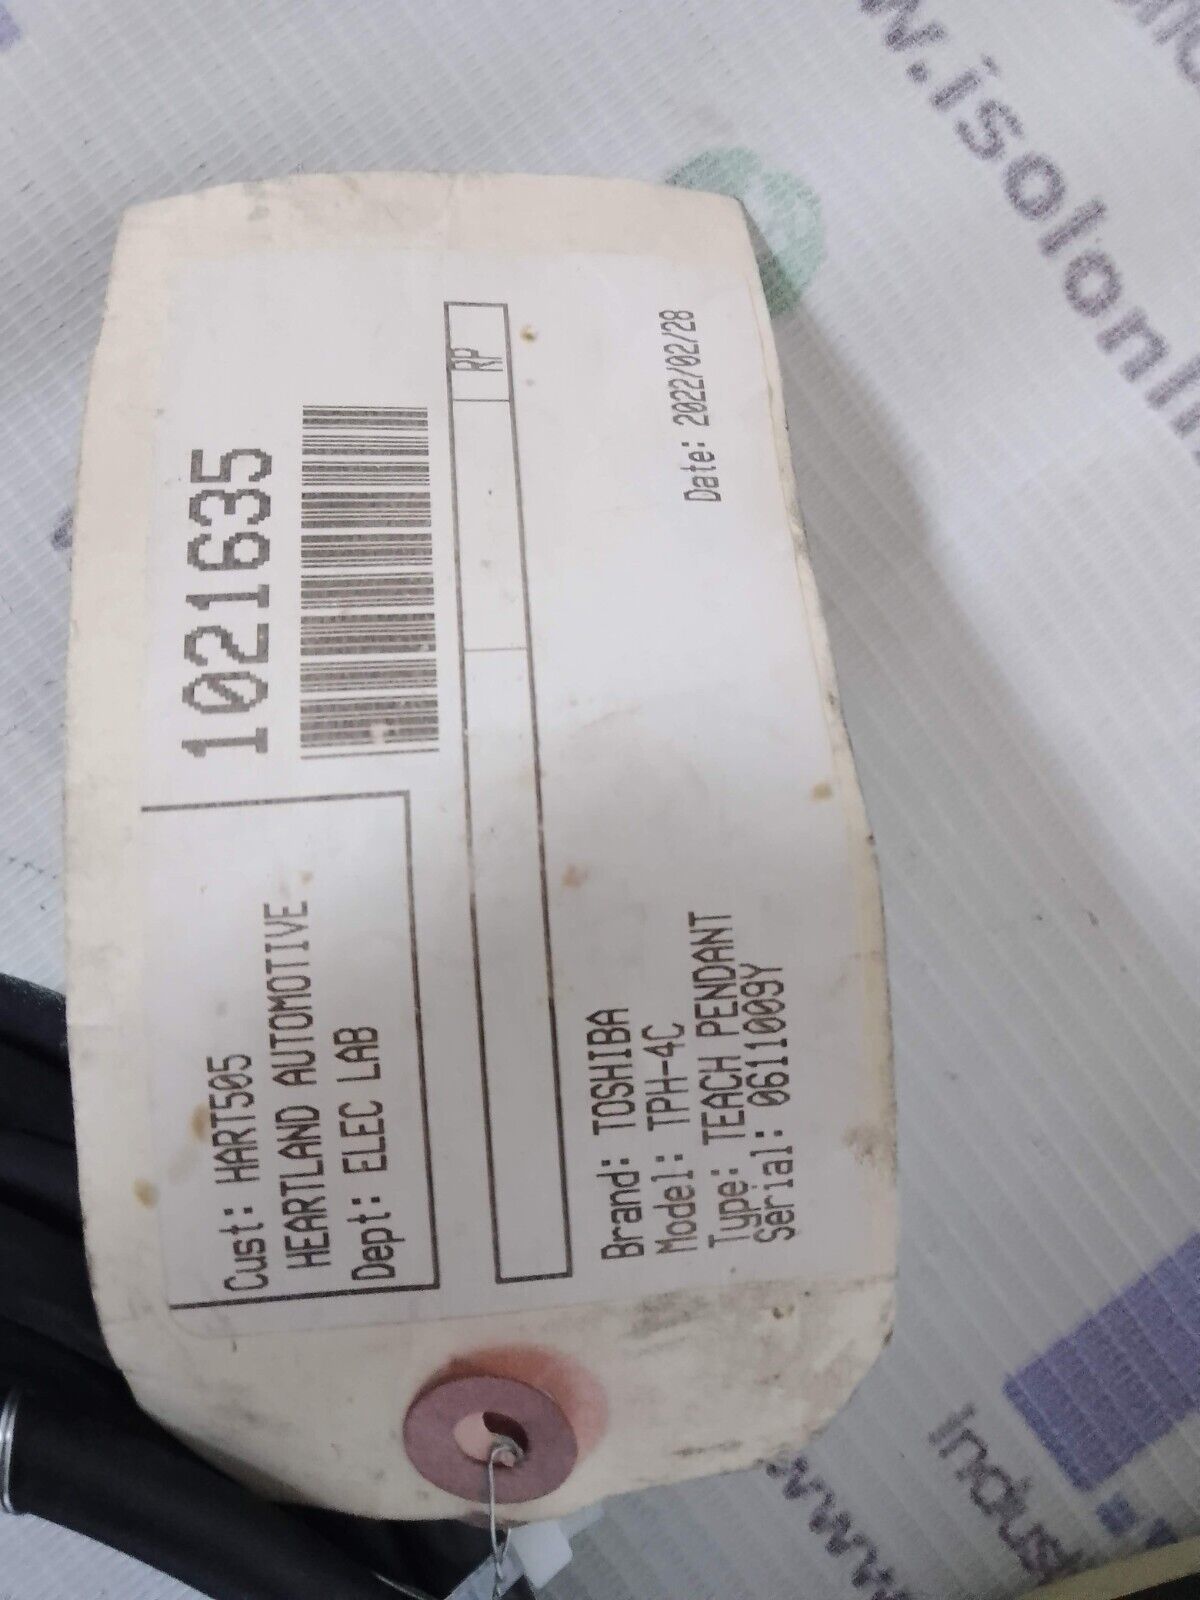 Cust: HART505
HEARTLAND AUTOMOTIVE
Dept: ELEC LAB
1021635
RP
Brand: TOSHIBA
Model: TPH-4C
Type: TEACH PENDANT
Serial: 0611009Y
Date: 2022/02/28
w.isolonli
Indus
www.